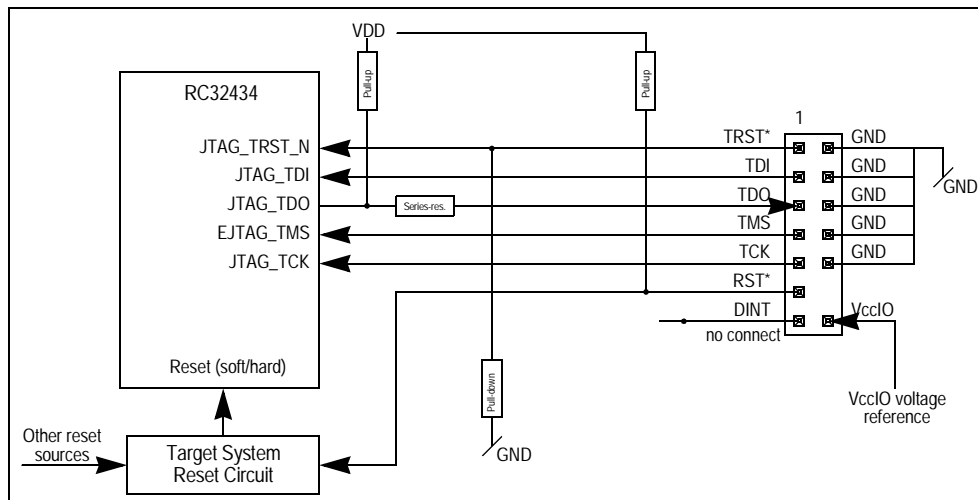 VDD
RC32434
Pull-up
Pull-up
1
JTAG_TRST_N
TRST*
GND
JTAG_TDI
TDI
GND
GND
JTAG_TDO
Series-res.
TDO
GND
EJTAG_TMS
TMS
GND
JTAG_TCK
TCK
GND
RST*
DINT
VccIO
no connect
Reset (soft/hard)
Pull-down
VccIO voltage
reference
Other reset
sources
Target System
Reset Circuit
GND